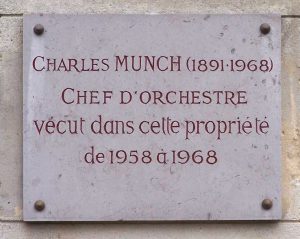 CHARLES MUNCH (1891·1968)
CHEF D'ORCHESTRE
vécut dans cette propriété
de 1958 à 1968